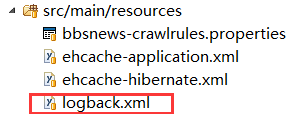 src/main/resources
bbsnews-crawlrules.properties
ehcache-application.xml
ehcache-hibernate.xml
logback.xml